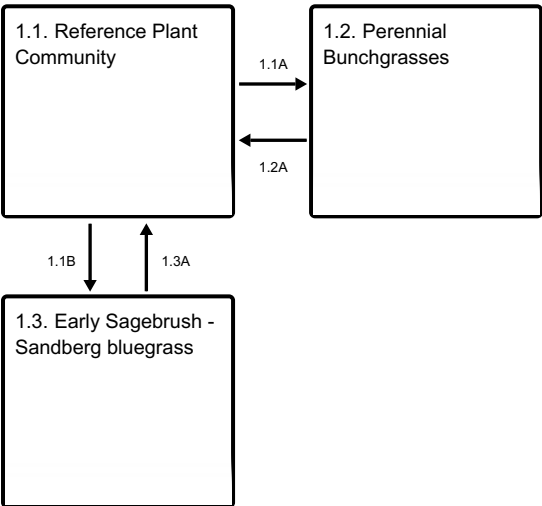 1.1. Reference Plant
Community
1.1A
1.2. Perennial
Bunchgrasses
1.2A
1.1B
1.3A
1.3. Early Sagebrush -
Sandberg bluegrass